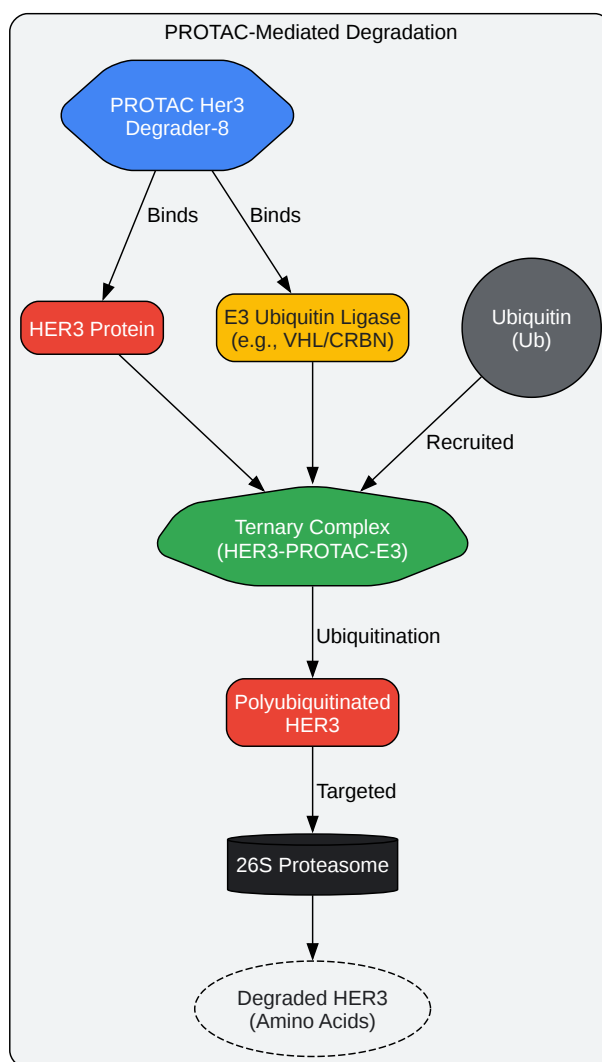 PROTAC-Mediated Degradation
PROTAC Her3
Degrader-8
Binds
Binds
HER3 Protein
E3 Ubiquitin Ligase
(e.g., VHL/CRBN)
Ubiquitin
(Ub)
Recruited
Ternary Complex
(HER3-PROTAC-E3)
Ubiquitination
Polyubiquitinated
HER3
Targeted
26S Proteasome
Degraded HER3
(Amino Acids)